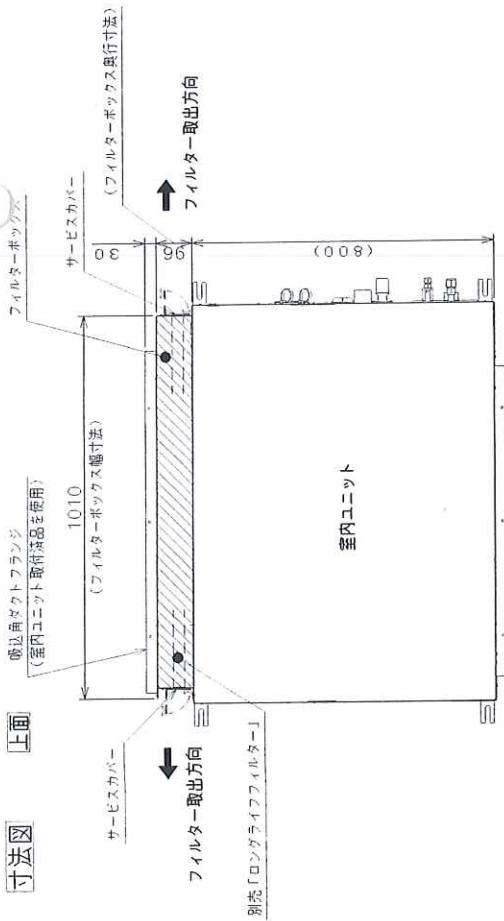 寸法図
上面
吸込角ダクトフランジ
(室内ユニット取付済品を使用)
1010
(フィルターボックス幅寸法)
フィルターボックス
サービスカバー
(フィルターボックス奥行寸法)
30
96
(800)
フィルター取出方向
サービスカバー
フィルター取出方向
別売「ロングライフフィルター」
室内ユニット